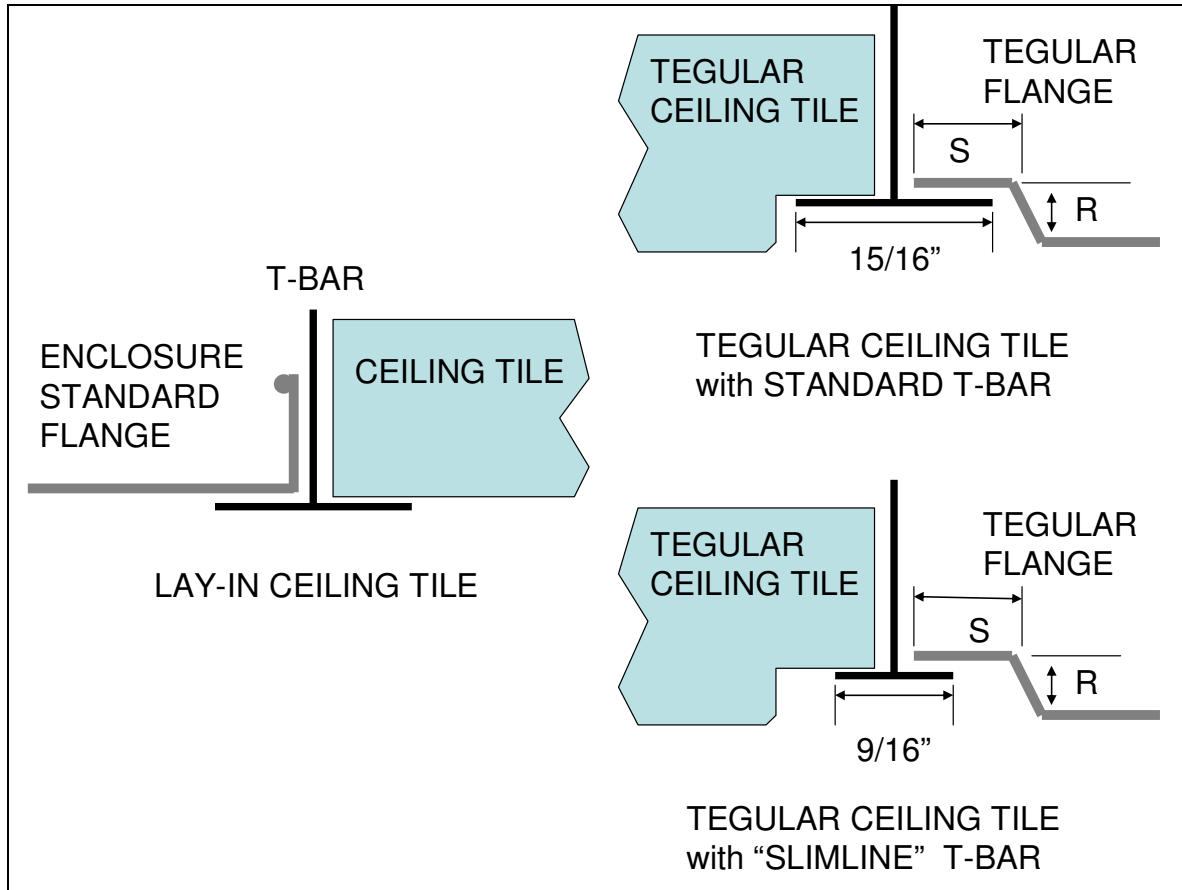 T-BAR
ENCLOSURE
STANDARD
FLANGE
CEILING TILE
LAY-IN CEILING TILE
TEGULAR
CEILING TILE
TEGULAR
FLANGE
S
R
15/16”
TEGULAR CEILING TILE
with STANDARD T-BAR
TEGULAR
CEILING TILE
TEGULAR
FLANGE
S
R
9/16”
TEGULAR CEILING TILE
with “SLIMLINE” T-BAR